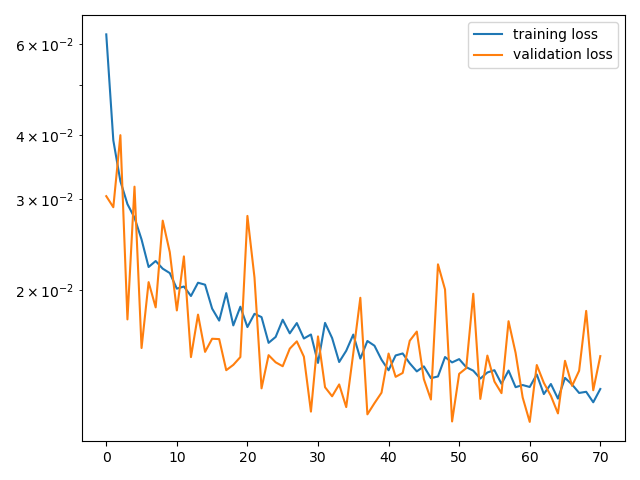 training loss
validation loss
6 × 10⁻²
4 × 10⁻²
3 × 10⁻²
2 × 10⁻²
0 10 20 30 40 50 60 70